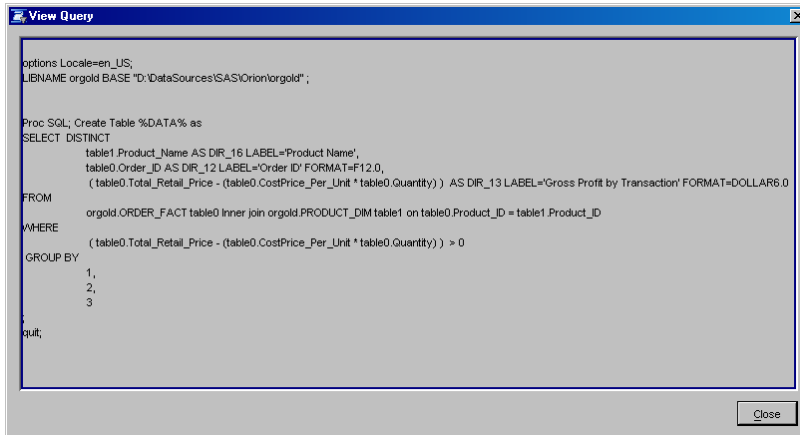 View Query
options Locale=en_US;
LIBNAME orgold BASE "D:\DataSources\SAS\Orion\orgold" ;
Proc SQL; Create Table %DATA% as
SELECT DISTINCT
table1.Product_Name AS DIR_16 LABEL='Product Name',
table0.Order_ID AS DIR_12 LABEL='Order ID' FORMAT=F12.0,
( table0.Total_Retail_Price - (table0.CostPrice_Per_Unit * table0.Quantity) ) AS DIR_13 LABEL='Gross Profit by Transaction' FORMAT=DOLLAR6.0
FROM
orgold.ORDER_FACT table0 Inner join orgold.PRODUCT_DIM table1 on table0.Product_ID = table1.Product_ID
WHERE
( table0.Total_Retail_Price - (table0.CostPrice_Per_Unit * table0.Quantity) ) > 0
GROUP BY
1,
2,
3
;
quit;
Close